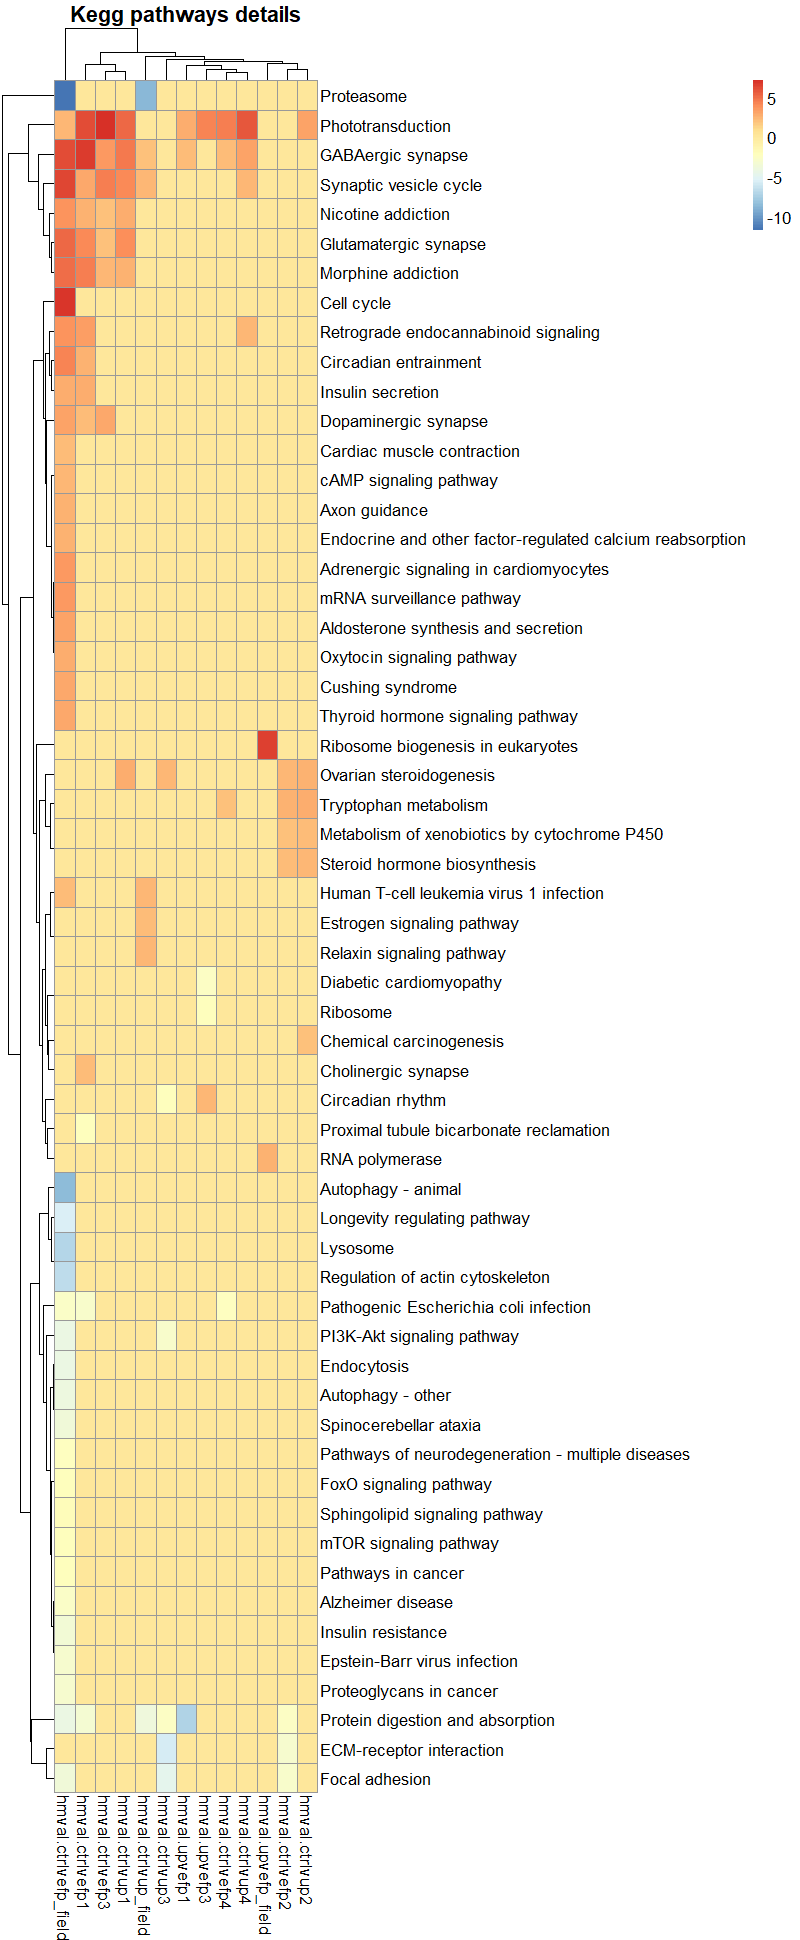 Kegg pathways details
Proteasome
Phototransduction
GABAergic synapse
Synaptic vesicle cycle
Nicotine addiction
Glutamatergic synapse
Morphine addiction
Cell cycle
Retrograde endocannabinoid signaling
Circadian entrainment
Insulin secretion
Dopaminergic synapse
Cardiac muscle contraction
cAMP signaling pathway
Axon guidance
Endocrine and other factor-regulated calcium reabsorption
Adrenergic signaling in cardiomyocytes
mRNA surveillance pathway
Aldosterone synthesis and secretion
Oxytocin signaling pathway
Cushing syndrome
Thyroid hormone signaling pathway
Ribosome biogenesis in eukaryotes
Ovarian steroidogenesis
Tryptophan metabolism
Metabolism of xenobiotics by cytochrome P450
Steroid hormone biosynthesis
Human T-cell leukemia virus 1 infection
Estrogen signaling pathway
Relaxin signaling pathway
Diabetic cardiomyopathy
Ribosome
Chemical carcinogenesis
Cholinergic synapse
Circadian rhythm
Proximal tubule bicarbonate reclamation
RNA polymerase
Autophagy - animal
Longevity regulating pathway
Lysosome
Regulation of actin cytoskeleton
Pathogenic Escherichia coli infection
PI3K-Akt signaling pathway
Endocytosis
Autophagy - other
Spinocerebellar ataxia
Pathways of neurodegeneration - multiple diseases
FoxO signaling pathway
Sphingolipid signaling pathway
mTOR signaling pathway
Pathways in cancer
Alzheimer disease
Insulin resistance
Epstein-Barr virus infection
Proteoglycans in cancer
Protein digestion and absorption
ECM-receptor interaction
Focal adhesion
5
0
-5
-10
hmval.ctrlvefp_field
hmval.ctrlvefp1
hmval.ctrlvefp3
hmval.ctrlvup1
hmval.ctrlvup_field
hmval.ctrlvup3
hmval.upvefp1
hmval.upvefp3
hmval.ctrlvefp4
hmval.ctrlvup4
hmval.upvefp_field
hmval.ctrlvefp2
hmval.ctrlvup2